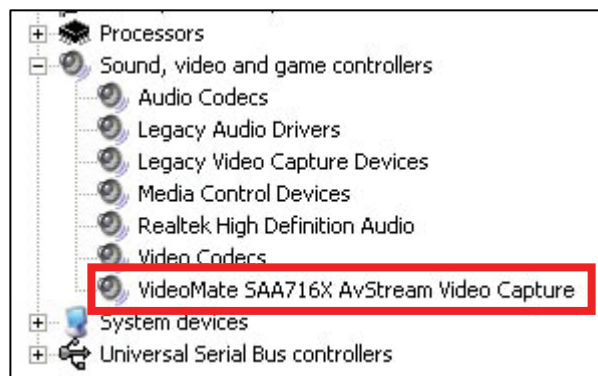 Processors
Sound, video and game controllers
Audio Codecs
Legacy Audio Drivers
Legacy Video Capture Devices
Media Control Devices
Realtek High Definition Audio
Video Codecs
VideoMate SAA716X AvStream Video Capture
System devices
Universal Serial Bus controllers